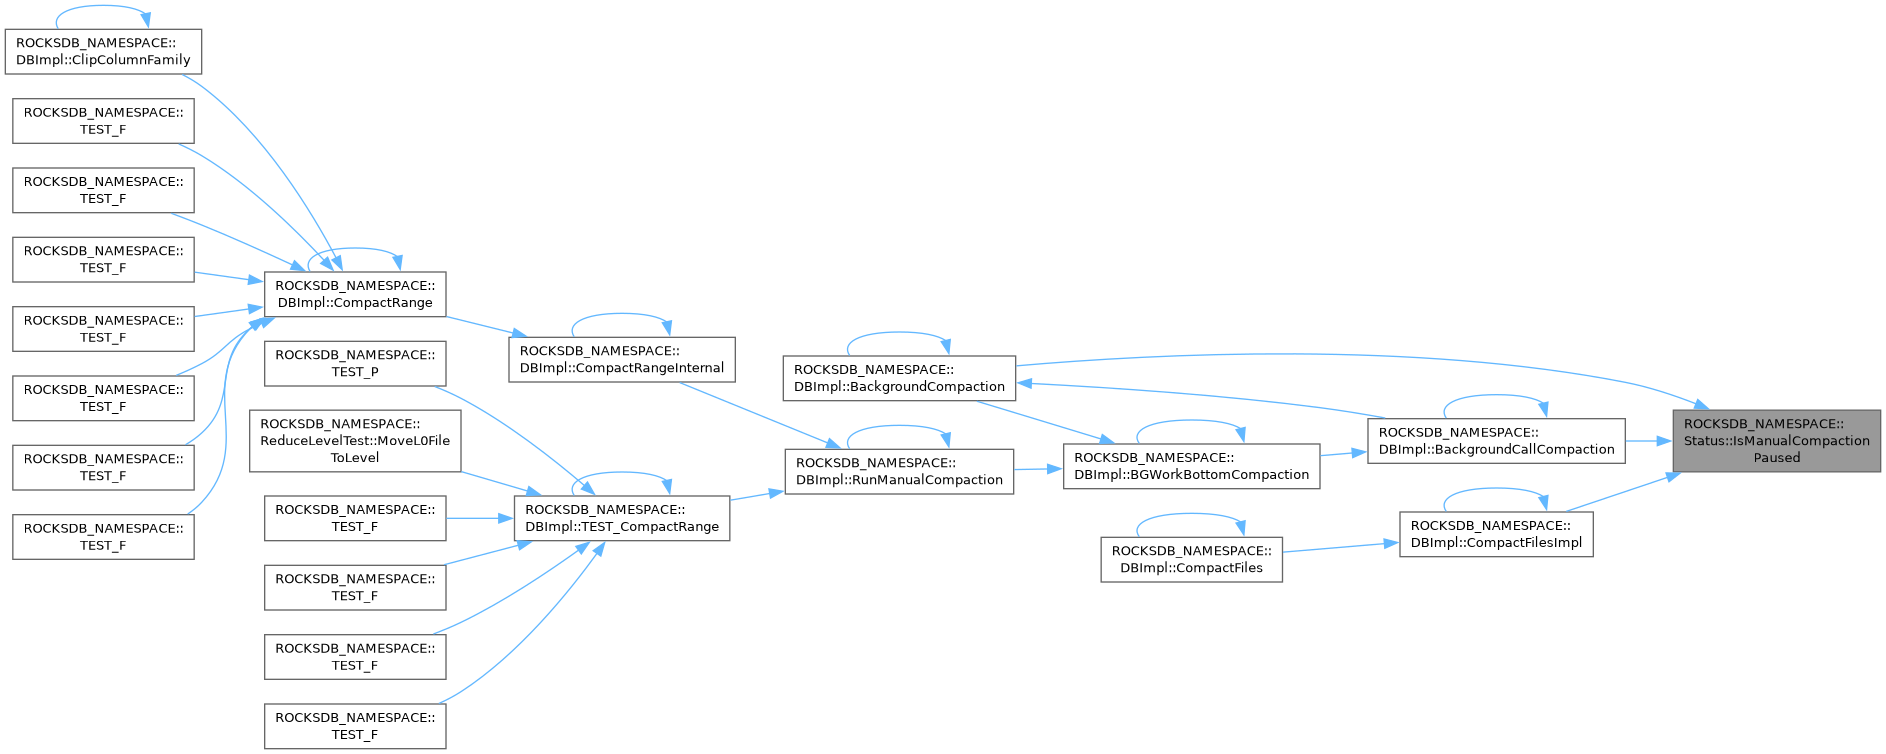 ROCKSDB_NAMESPACE::
DBImpl::ClipColumnFamily
ROCKSDB_NAMESPACE::
TEST_F
ROCKSDB_NAMESPACE::
TEST_F
ROCKSDB_NAMESPACE::
TEST_F
ROCKSDB_NAMESPACE::
TEST_F
ROCKSDB_NAMESPACE::
TEST_F
ROCKSDB_NAMESPACE::
TEST_F
ROCKSDB_NAMESPACE::
TEST_F
ROCKSDB_NAMESPACE::
DBImpl::CompactRange
ROCKSDB_NAMESPACE::
TEST_P
ROCKSDB_NAMESPACE::
ReduceLevelTest::MoveL0File
ToLevel
ROCKSDB_NAMESPACE::
TEST_F
ROCKSDB_NAMESPACE::
TEST_F
ROCKSDB_NAMESPACE::
TEST_F
ROCKSDB_NAMESPACE::
TEST_F
ROCKSDB_NAMESPACE::
DBImpl::CompactRangeInternal
ROCKSDB_NAMESPACE::
DBImpl::TEST_CompactRange
ROCKSDB_NAMESPACE::
DBImpl::BackgroundCompaction
ROCKSDB_NAMESPACE::
DBImpl::RunManualCompaction
ROCKSDB_NAMESPACE::
DBImpl::BGWorkBottomCompaction
ROCKSDB_NAMESPACE::
DBImpl::CompactFiles
ROCKSDB_NAMESPACE::
DBImpl::BackgroundCallCompaction
ROCKSDB_NAMESPACE::
DBImpl::CompactFilesImpl
ROCKSDB_NAMESPACE::
Status::IsManualCompaction
Paused